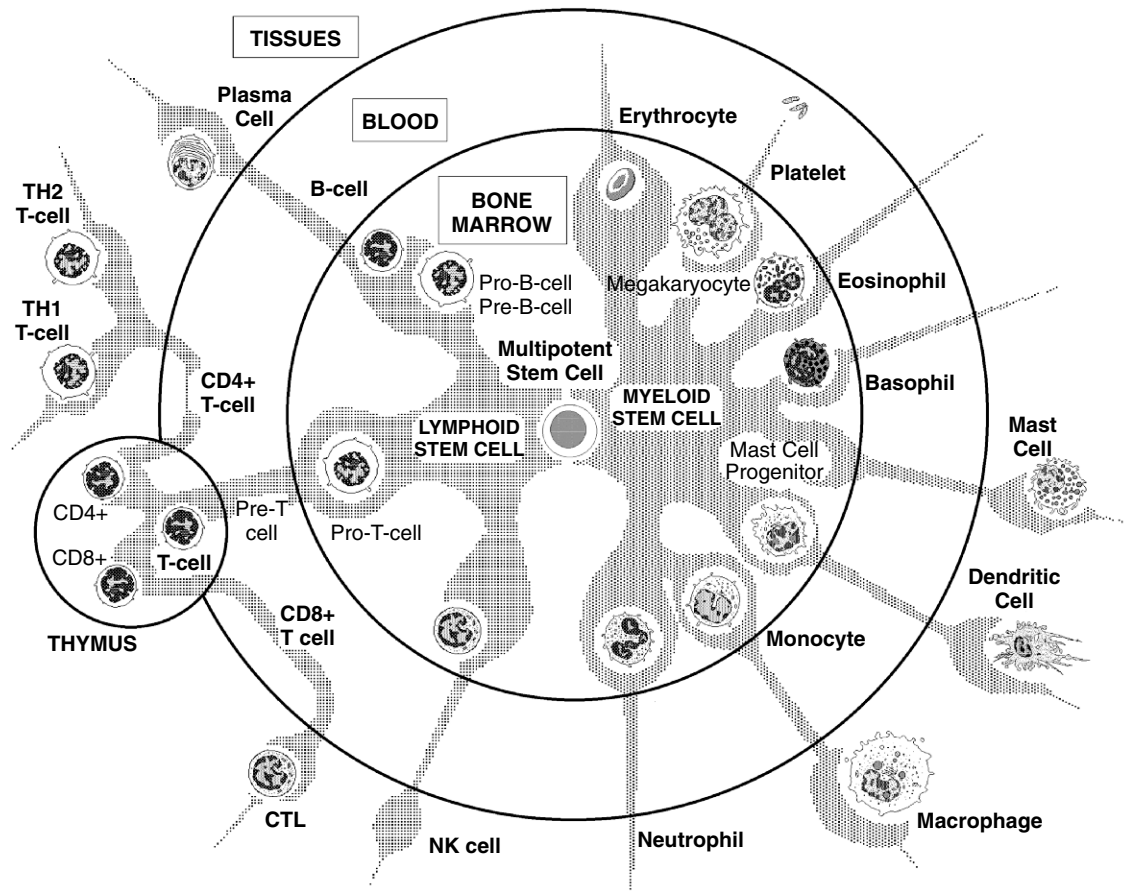 TISSUES
Plasma
Cell
BLOOD
Erythrocyte
Platelet
B-cell
BONE
MARROW
TH2
T-cell
Pro-B-cell
Pre-B-cell
Megakaryocyte
Eosinophil
TH1
T-cell
Multipotent
Stem Cell
CD4+
T-cell
Basophil
MYELOID
STEM CELL
LYMPHOID
STEM CELL
Mast
Cell
Mast Cell
Progenitor
CD4+
Pre-T
cell
Pro-T-cell
CD8+
T-cell
THYMUS
CD8+
T cell
Dendritic
Cell
Monocyte
CTL
NK cell
Neutrophil
Macrophage